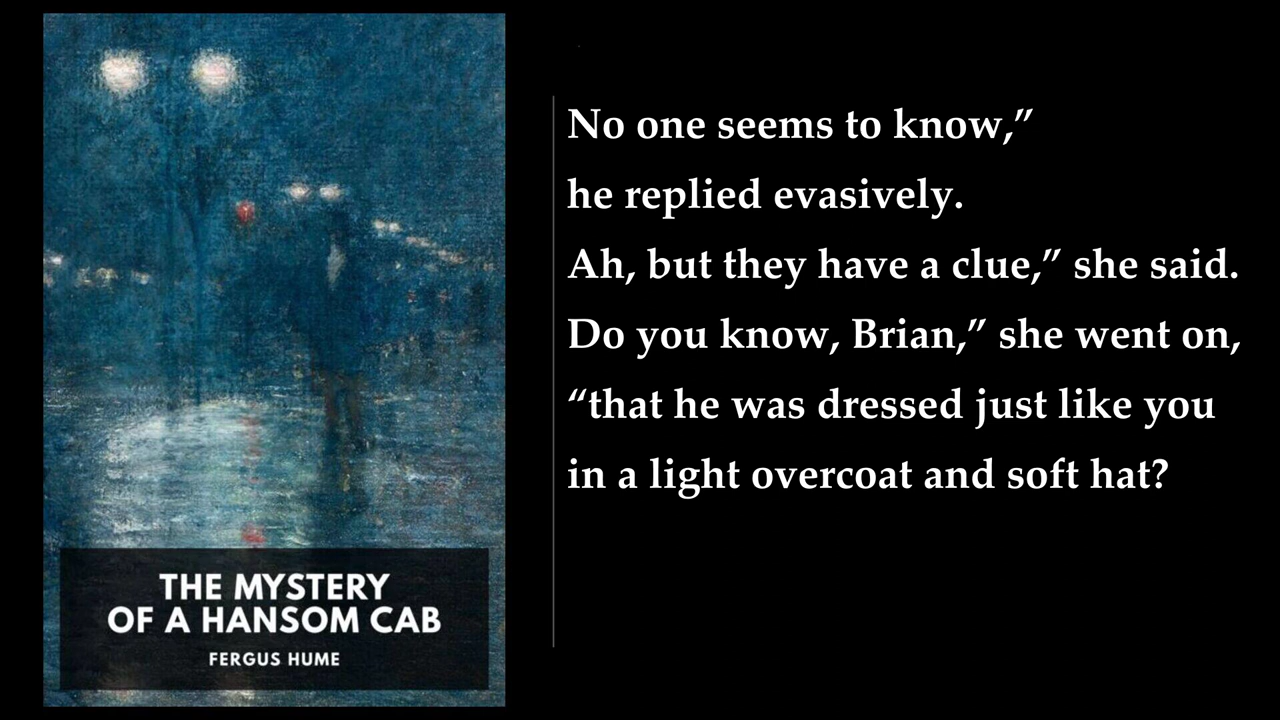 THE MYSTERY
OF A HANSOM CAB
FERGUS HUME
No one seems to know,”
he replied evasively.
Ah, but they have a clue,” she said.
Do you know, Brian,” she went on,
“that he was dressed just like you
in a light overcoat and soft hat?